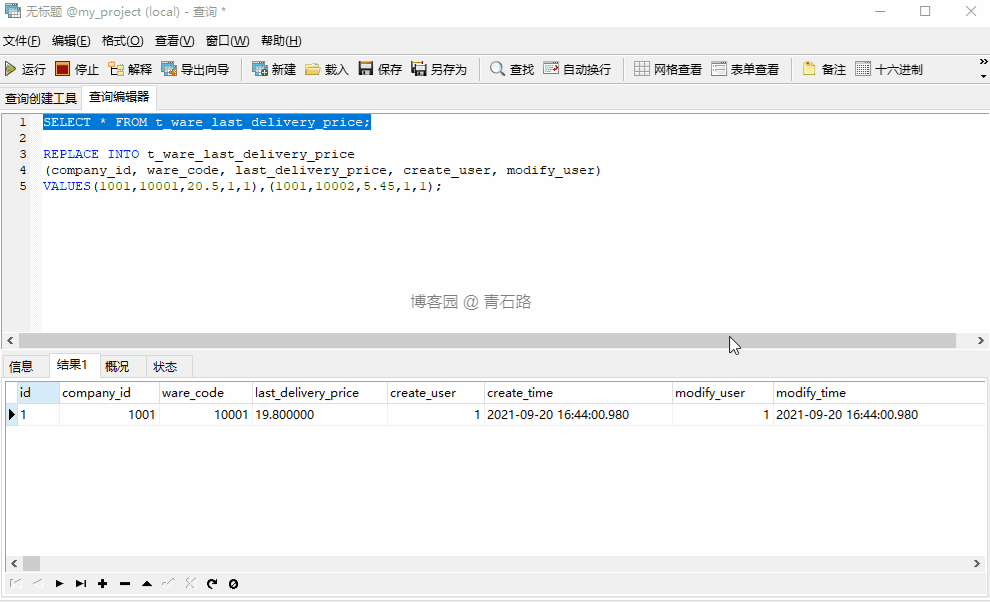 无标题 @my_project (local) - 查询 *
文件(F) 编辑(E) 格式(O) 查看(V) 窗口(W) 帮助(H)
运行 停止 解释 导出向导 新建 载入 保存 另存为 查找 自动换行 网格查看 表单查看 备注 十六进制
查询创建工具 查询编辑器
1 SELECT * FROM t_ware_last_delivery_price;
2
3 REPLACE INTO t_ware_last_delivery_price
4 (company_id, ware_code, last_delivery_price, create_user, modify_user)
5 VALUES(1001,10001,20.5,1,1),(1001,10002,5.45,1,1);
博客园 @ 青石路
信息 结果1 概况 状态
id company_id ware_code last_delivery_price create_user create_time modify_user modify_time
1 1001 10001 19.800000 1 2021-09-20 16:44:00.980 1 2021-09-20 16:44:00.980